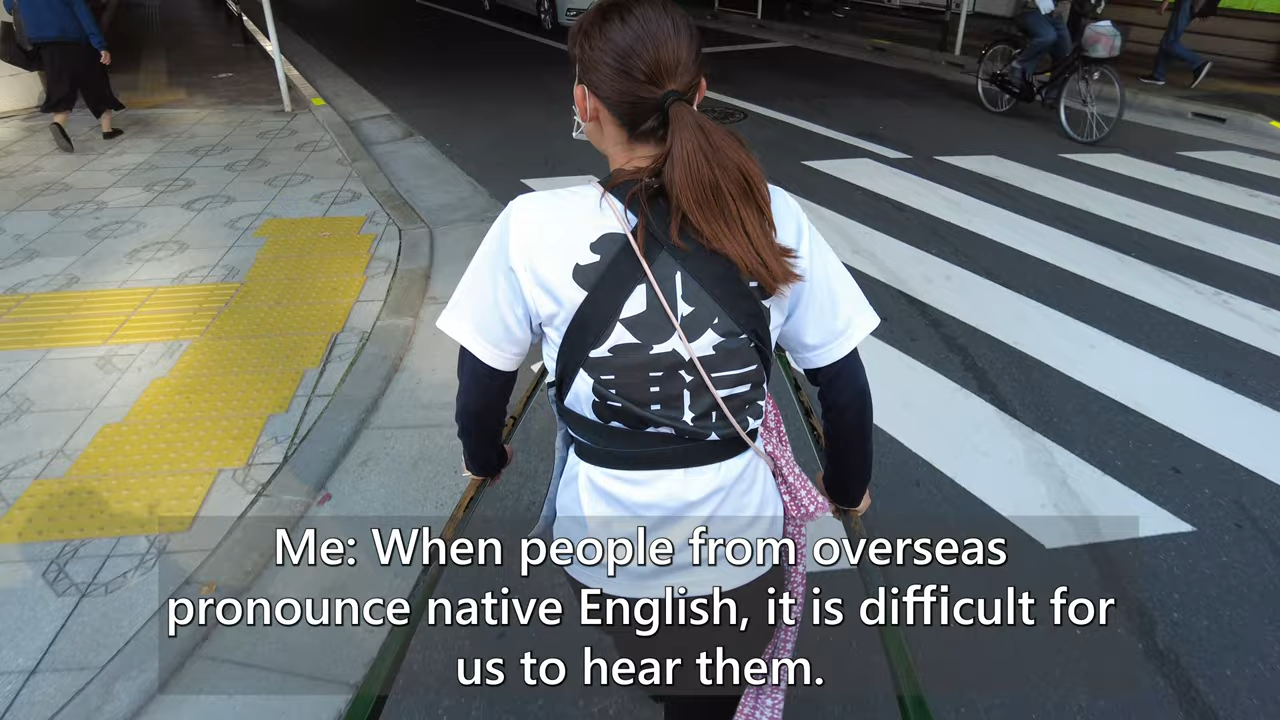 Me: When people from overseas
pronounce native English, it is difficult for
us to hear them.